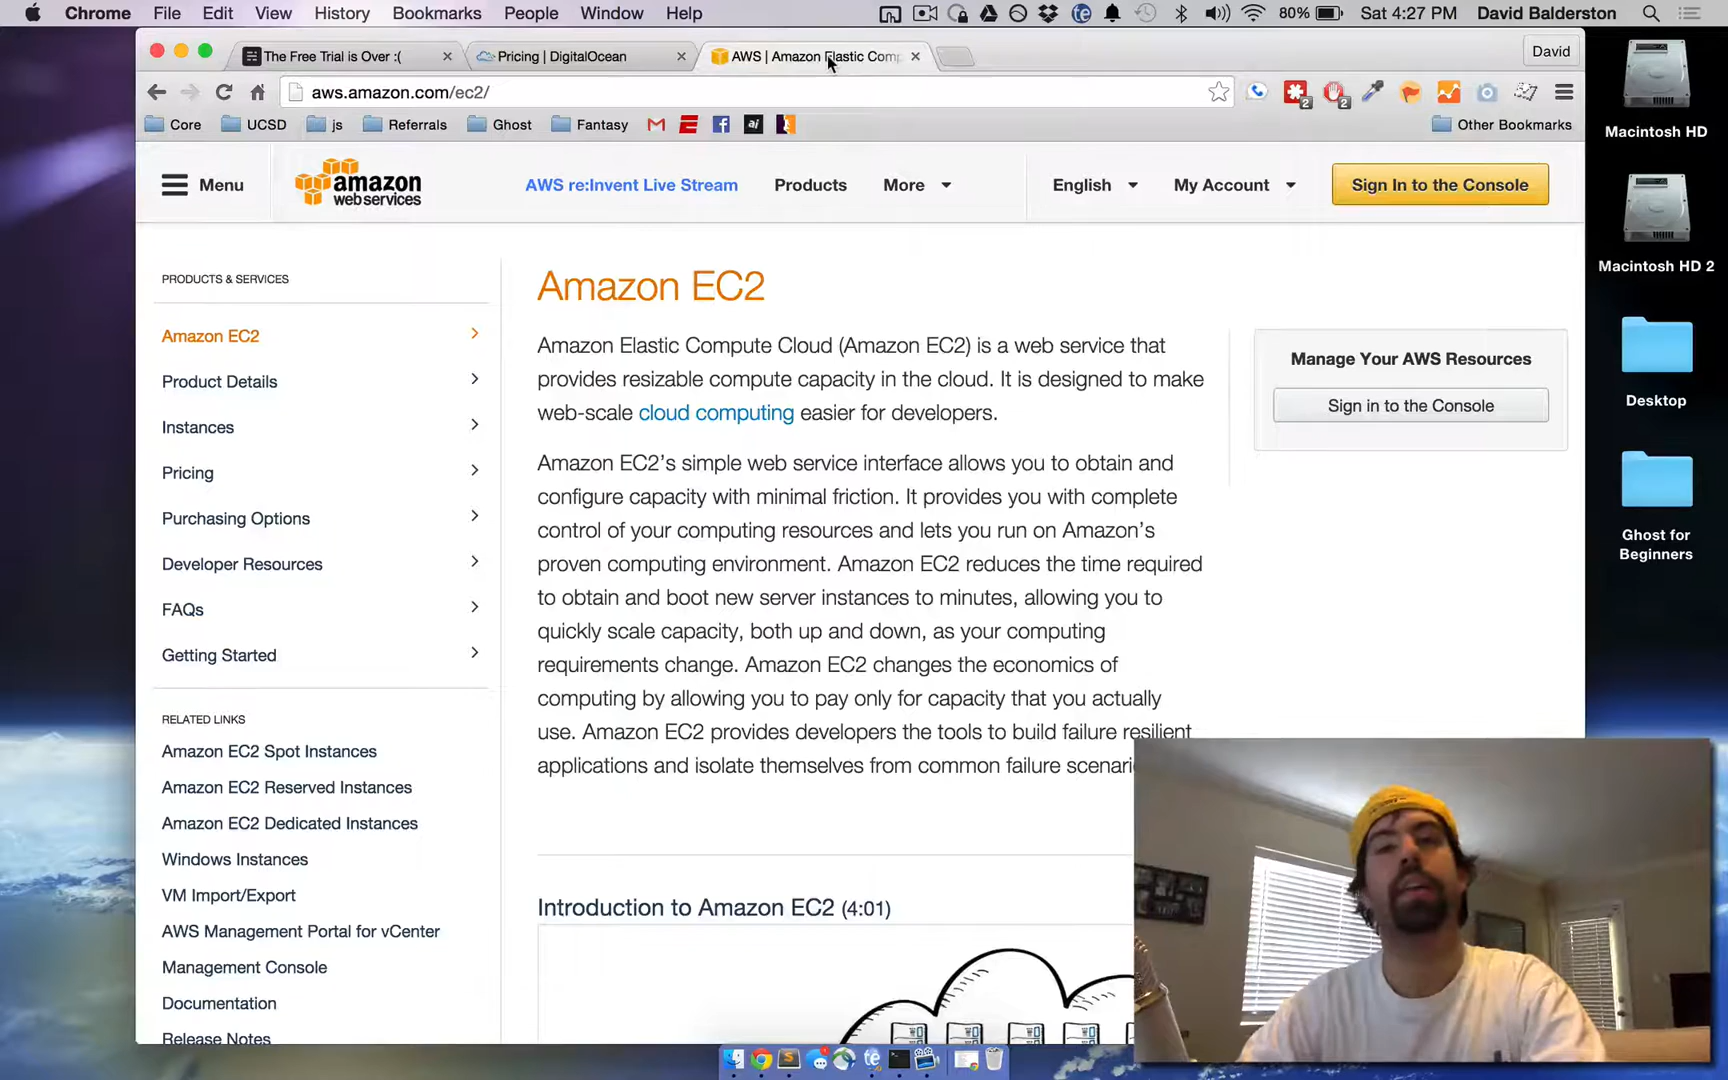 Chrome File Edit View History Bookmarks People Window Help 80% Sat 4:27 PM David Balderston
The Free Trial is Over :( Pricing | DigitalOcean AWS | Amazon Elastic Comp David
aws.amazon.com/ec2/ 2 2
Core UCSD js Referrals Ghost Fantasy ai Other Bookmarks
Menu amazon
web services AWS re:Invent Live Stream Products More English My Account Sign In to the Console
PRODUCTS & SERVICES
Amazon EC2
Product Details
Instances
Pricing
Purchasing Options
Developer Resources
FAQs
Getting Started
RELATED LINKS
Amazon EC2 Spot Instances
Amazon EC2 Reserved Instances
Amazon EC2 Dedicated Instances
Windows Instances
VM Import/Export
AWS Management Portal for vCenter
Management Console
Documentation
Release Notes
Amazon EC2
Amazon Elastic Compute Cloud (Amazon EC2) is a web service that
provides resizable compute capacity in the cloud. It is designed to make
web-scale cloud computing easier for developers.
Amazon EC2's simple web service interface allows you to obtain and
configure capacity with minimal friction. It provides you with complete
control of your computing resources and lets you run on Amazon's
proven computing environment. Amazon EC2 reduces the time required
to obtain and boot new server instances to minutes, allowing you to
quickly scale capacity, both up and down, as your computing
requirements change. Amazon EC2 changes the economics of
computing by allowing you to pay only for capacity that you actually
use. Amazon EC2 provides developers the tools to build failure resilient
applications and isolate themselves from common failure scenari
Introduction to Amazon EC2 (4:01)
Manage Your AWS Resources
Sign in to the Console
Macintosh HD
Macintosh HD 2
Desktop
Ghost for
Beginners